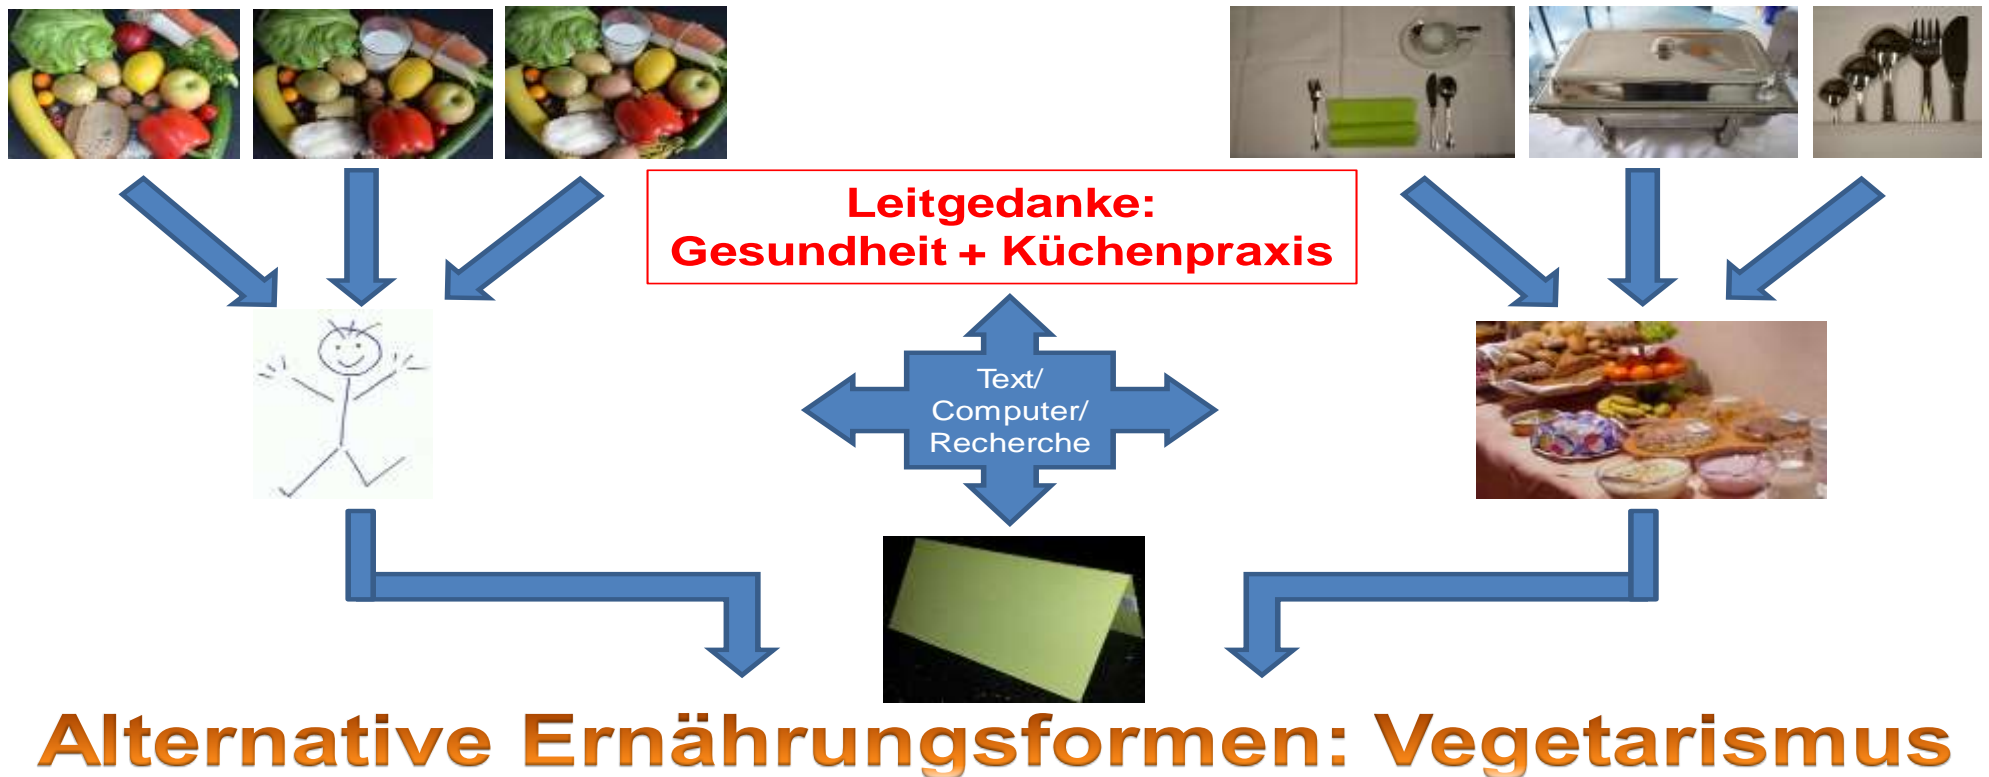 Leitgedanke:
Gesundheit + Küchenpraxis
Text/
Computer/
Recherche
Alternative Ernährungsformen: Vegetarismus